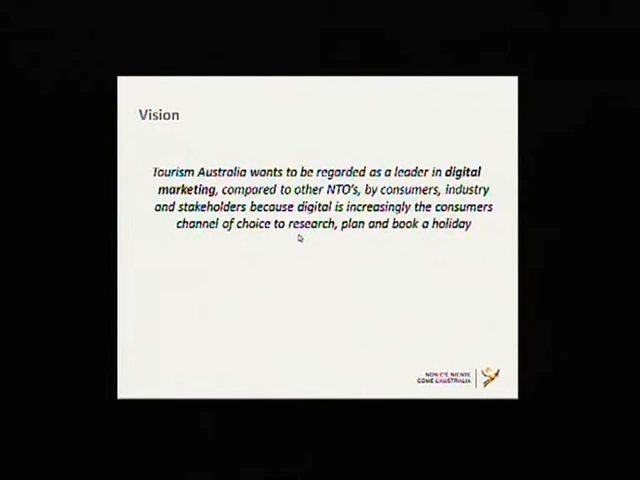 Vision
Tourism Australia wants to be regarded as a leader in digital
marketing, compared to other NTO's, by consumers, industry
and stakeholders because digital is increasingly the consumers
channel of choice to research, plan and book a holiday
NON C'È NIENTE
COME L'AUSTRALIA